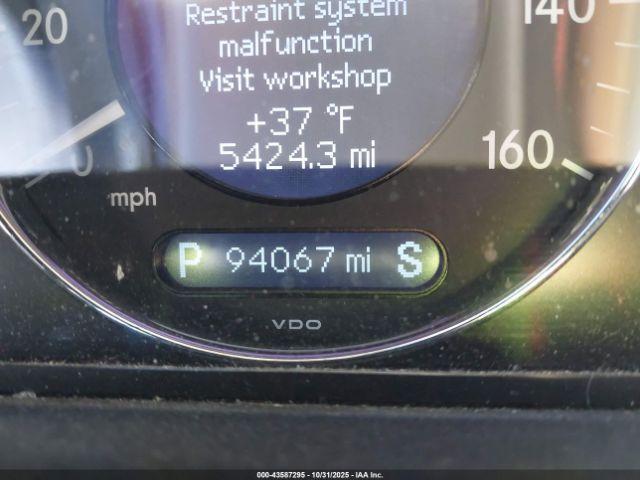 20
Restraint system
malfunction
Visit workshop
+37 °F
5424.3 mi
140
160
0
mph
P 94067 mi S
VDO
000-43587295 - 10/31/2025 - IAA Inc.